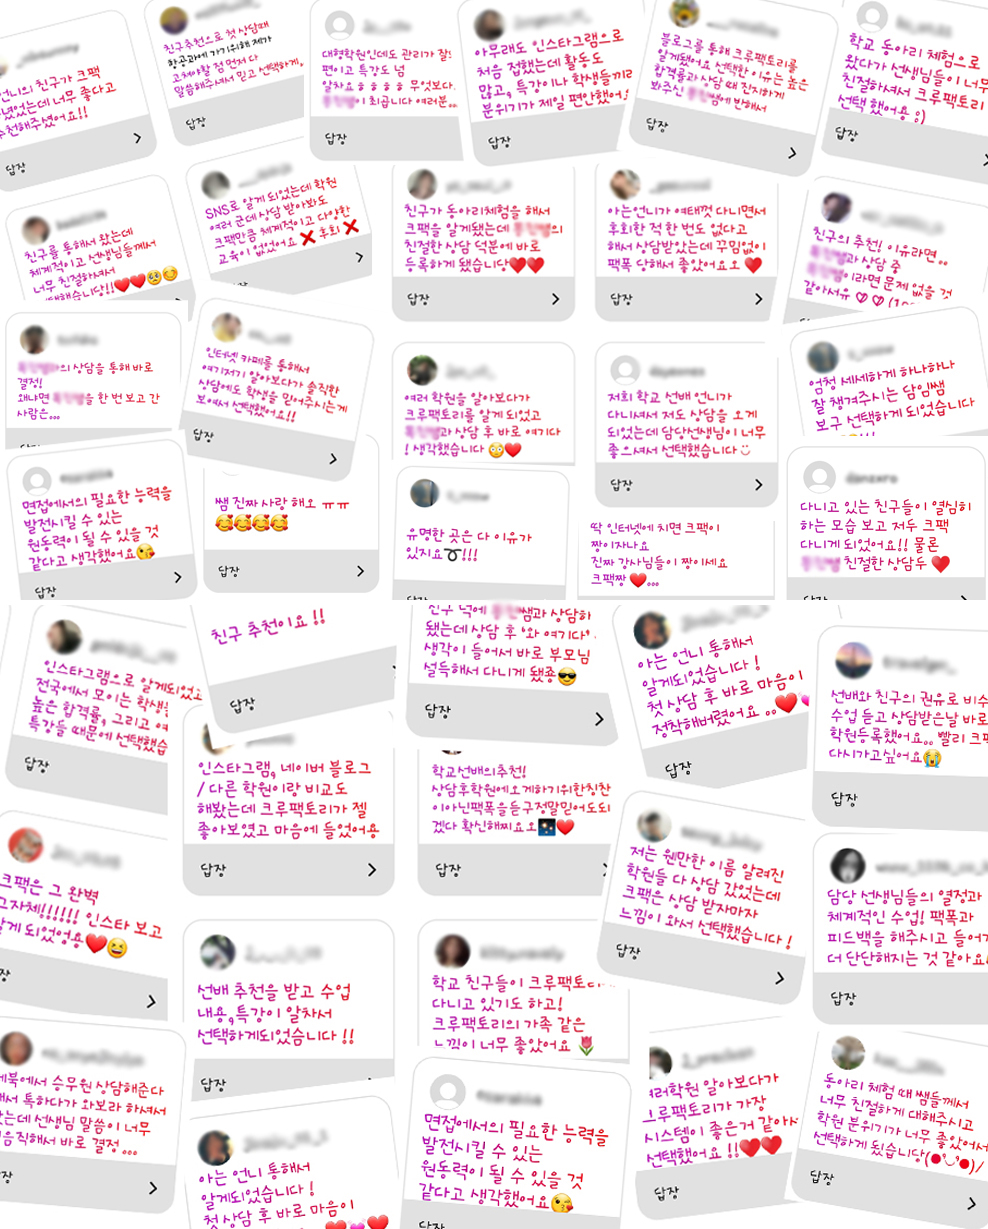 언니의 친구가 크팩
녔었는데 너무 좋다고
추천해주셨어요!!
답장
친구추천으로 첫 상담때
항공과에 가기위해 제가
고쳐야할 점 먼저 다
말씀해주셔서 믿고 선택하게,
답장
대형학원인데도 관리가 잘!
편이고 특강도 넘
알차요 ㅎㅎㅎㅎ 무엇보다.
이 최곱니다 여러분..
답장
아무래도 인스타그램으로
처음 접했는데 활동도
많고, 특강이나 학생들끼리
분위기가 제일 편안했어요
답장
블로그를 통해 크루팩토리를
알게됐어요 선택한 이유는 높은
합격률과 상담 때 진지하게
봐주신 에 반해서
답장
학교 동아리 체험으로
왔다가 선생님들이 너무
친절하셔서 크루팩토리
선택 했어용 :)
답장
친구를 통해서 왔는데
체계적이고 선생님들께서
너무 친절하셔서
택했습니당!!❤❤🥺😊
SNS로 알게 되었는데 학원
여러 군데 상담 받아봐도
크팩만큼 체계적이고 다양한
교육이 없었어요 ❌ 후회 ❌
친구가 동아리체험을 해서
크팩을 알게됐는데 의
친절한 상담 덕분에 바로
등록하게 됐습니당❤❤
답장
아는언니가 여태껏 다니면서
후회한 적 한 번도 없다고
해서 상담받았는데 꾸밈없이
팩폭 당해서 좋았어요오 ❤
답장
친구의 추천! 이유라면..
과 상담 중
이라면 문제 없을 것
같아서유 ♡ ♡
답장
의 상담을 통해 바로
결정!
왜냐면 을 한 번 보고 간
사람은...
인터넷 카페를 통해서
여기저기 알아보다가 솔직한
상담에도 학생을 믿어주시는게
보여서 선택했어요!!
답장
여러 학원을 알아보다가
크루팩토리를 알게 되었고
과 상담 후 바로 여기다
! 생각했습니다 😳❤
저희 학교 선배 언니가
다니셔서 저도 상담을 오게
되었는데 담당선생님이 너무
좋으셔서 선택했습니다
답장
엄청 세세하게 하나하나
잘 챙겨주시는 담임쌤
보구 선택하게 되었습니다
면접에서의 필요한 능력을
발전시킬 수 있는
원동력이 될 수 있을 것
같다고 생각했어요😘
답장
쌤 진짜 사랑해오 ㅠㅠ
🥰🥰🥰🥰
답장
유명한 곳은 다 이유가
있지요➰!!!
딱 인터넷에 치면 크팩이
짱이자나요
진짜 강사님들이 짱이세요
크팩짱 ❤...
다니고 있는 친구들이 열심히
하는 모습 보고 저두 크팩
다니게 되었어요!! 물론
친절한 상담두 ❤
인스타그램으로 알게되었고
전국에서 모이는 학생들
높은 합격률, 그리고 여
특강들 때문에 선택했습
답장
친구 추천이요 !!
답장
쌤과 상담하
됐는데 상담 후 '와 여기다'.
생각이 들어서 바로 부모님
설득해서 다니게 됐죵😎
답장
아는 언니 통해서
알게되었습니다 !
첫 상담 후 바로 마음이
정착해버렸어요 ..❤
답장
선배와 친구의 권유로 비수
수업 듣고 상담받은날 바로
학원등록했어요.. 빨리 크팩
다시가고싶어요😭
답장
인스타그램, 네이버 블로그
/ 다른 학원이랑 비교도
해봤는데 크루팩토리가 젤
좋아보였고 마음에 들었어용
답장
학교선배의추천!
상담후학원에오게하기위한칭찬
이아닌팩폭을듣구정말믿어도되
겠다 확신해찌요오🌌❤
답장
저는 웬만한 이름 알려진
학원들 다 상담 갔었는데
크팩은 상담 받자마자
느낌이 와서 선택했습니다 !
답장
크팩은 그 완벽
그자체!!!!!! 인스타 보고
알게 되었엉용❤😆
담당 선생님들의 열정과
체계적인 수업! 팩폭과
피드백을 해주시고 들어가
더 단단해지는 것 같아요
답장
선배 추천을 받고 수업
내용,특강이 알차서
선택하게되었습니다 !!
답장
학교 친구들이 크루팩토리
다니고 있기도 하고!
크루팩토리의 가족 같은
느낌이 너무 좋았어요 🌷
페북에서 승무원 상담해준다
해서 톡하다가 와보라 하셔서
는데 선생님 말씀이 너무
믿음직해서 바로 결정 ...
아는 언니 통해서
알게되었습니다 !
첫 상담 후 바로 마음이
면접에서의 필요한 능력을
발전시킬 수 있는
원동력이 될 수 있을 것
같다고 생각했어요😘
답장
여러학원 알아보다가
크루팩토리가 가장
시스템이 좋은거 같아서
선택했어요 !!❤❤
답장
동아리 체험 때 쌤들께서
너무 친절하게 대해주시고
학원 분위기가 너무 좋았어서
선택하게 됐습니당(●'◡'●)/
답장